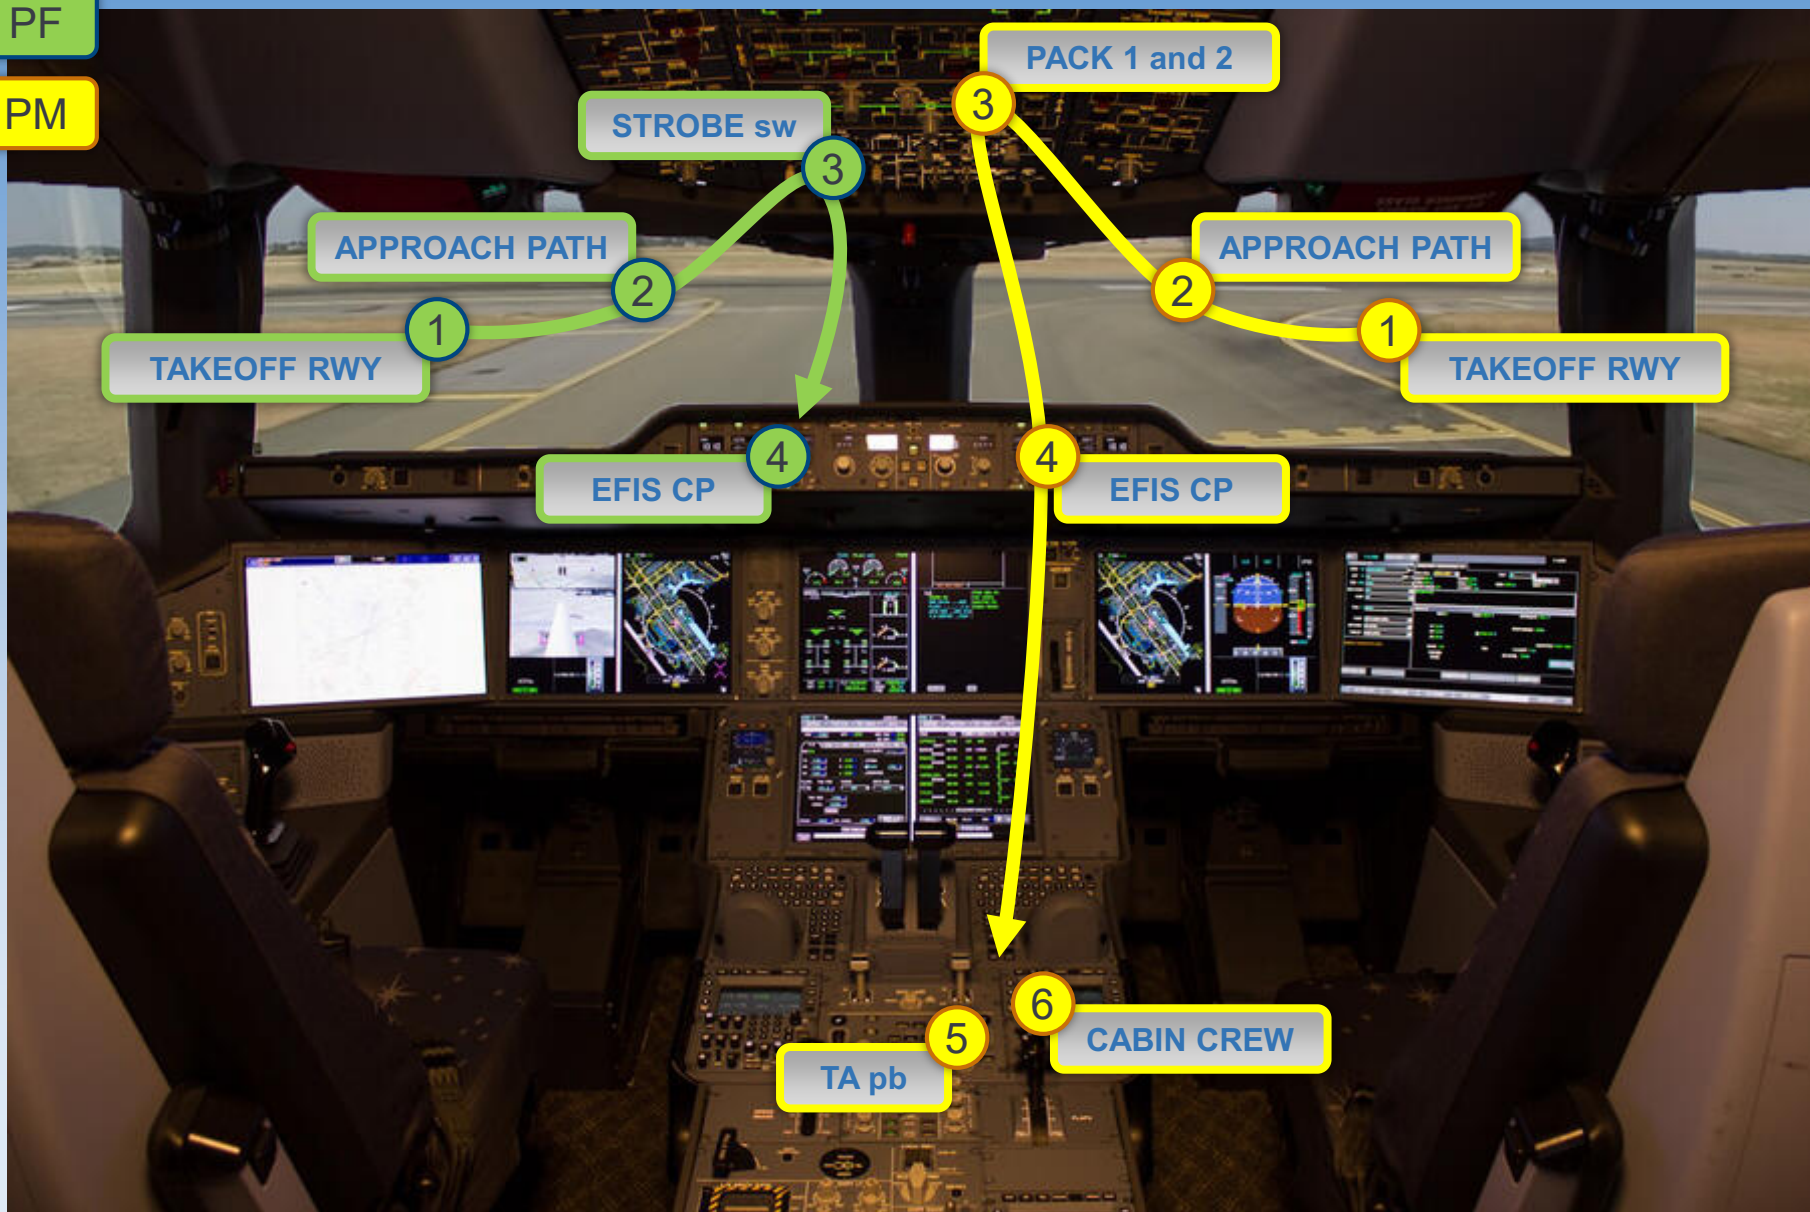 PF
PM
PACK 1 and 2
3
STROBE sw
3
APPROACH PATH
2
APPROACH PATH
2
1
TAKEOFF RWY
1
TAKEOFF RWY
4
EFIS CP
4
EFIS CP
6
CABIN CREW
5
TA pb